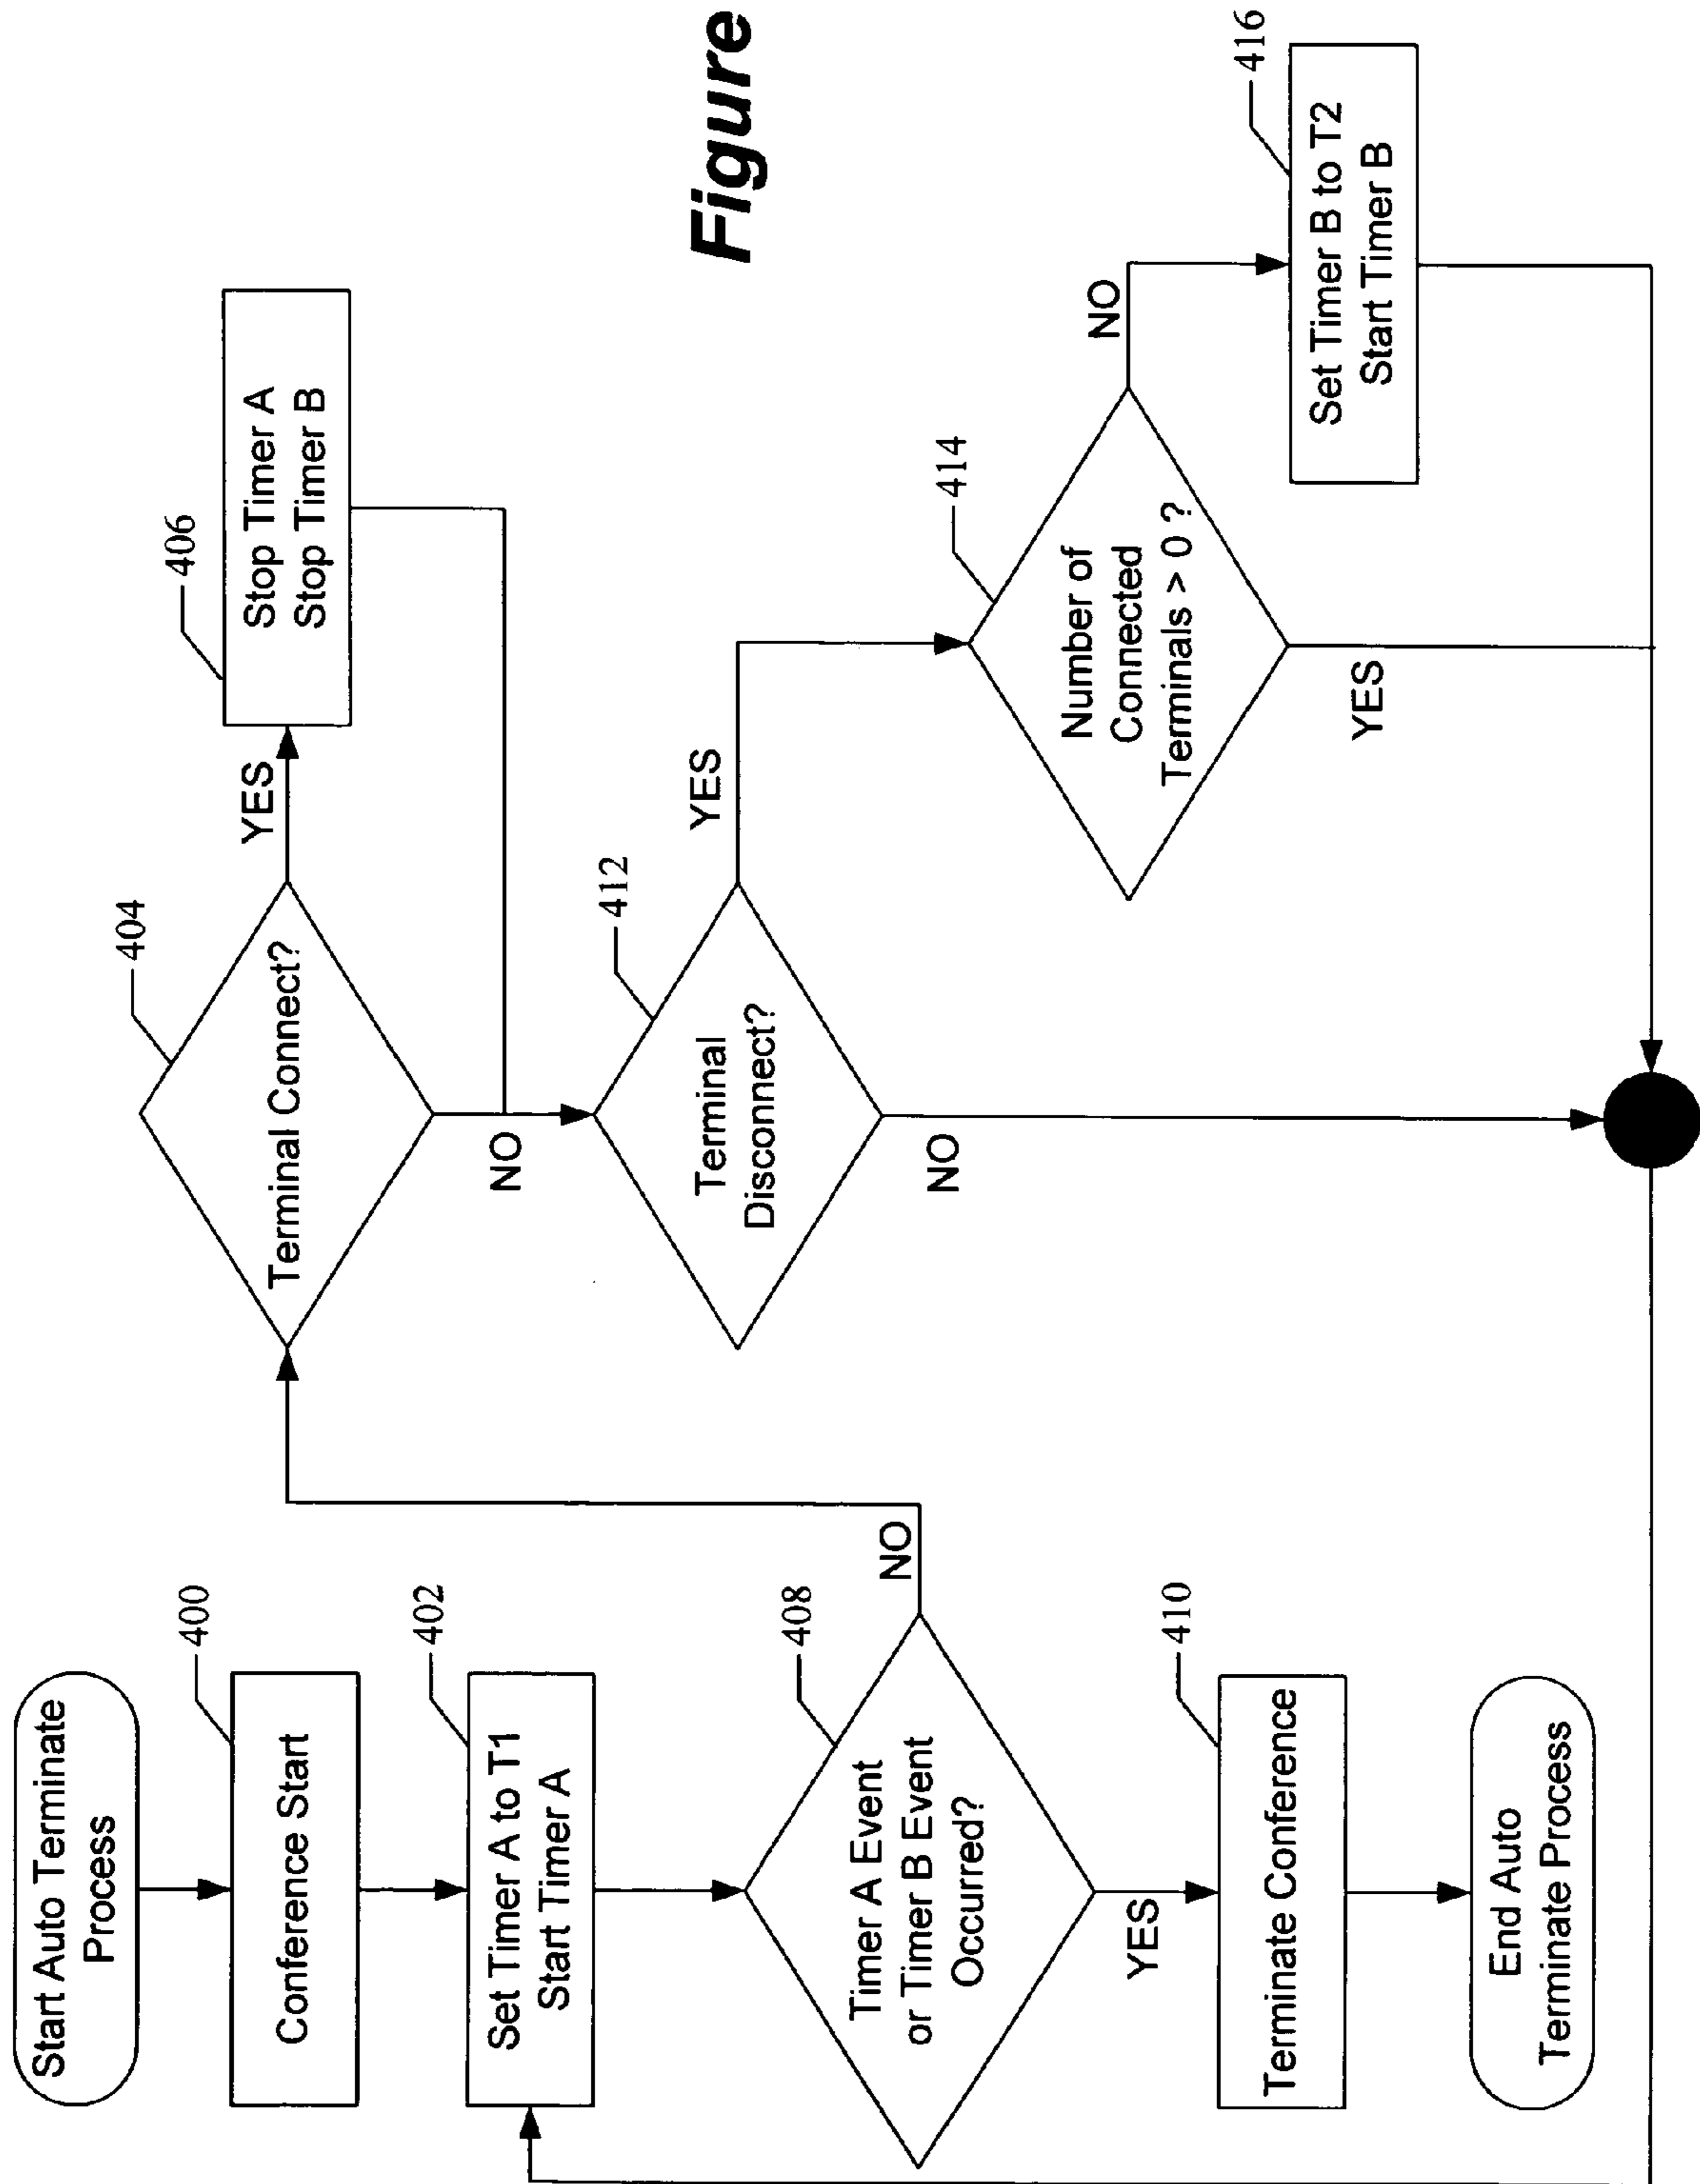 Start Auto Terminate
Process
400
Conference Start
402
Set Timer A to T1
Start Timer A
408
Timer A Event
or Timer B Event
Occurred?
NO
YES
410
Terminate Conference
End Auto
Terminate Process
404
Terminal Connect?
YES
NO
406
Stop Timer A
Stop Timer B
412
Terminal
Disconnect?
YES
NO
414
Number of
Connected
Terminals > 0 ?
NO
YES
416
Set Timer B to T2
Start Timer B
Figure